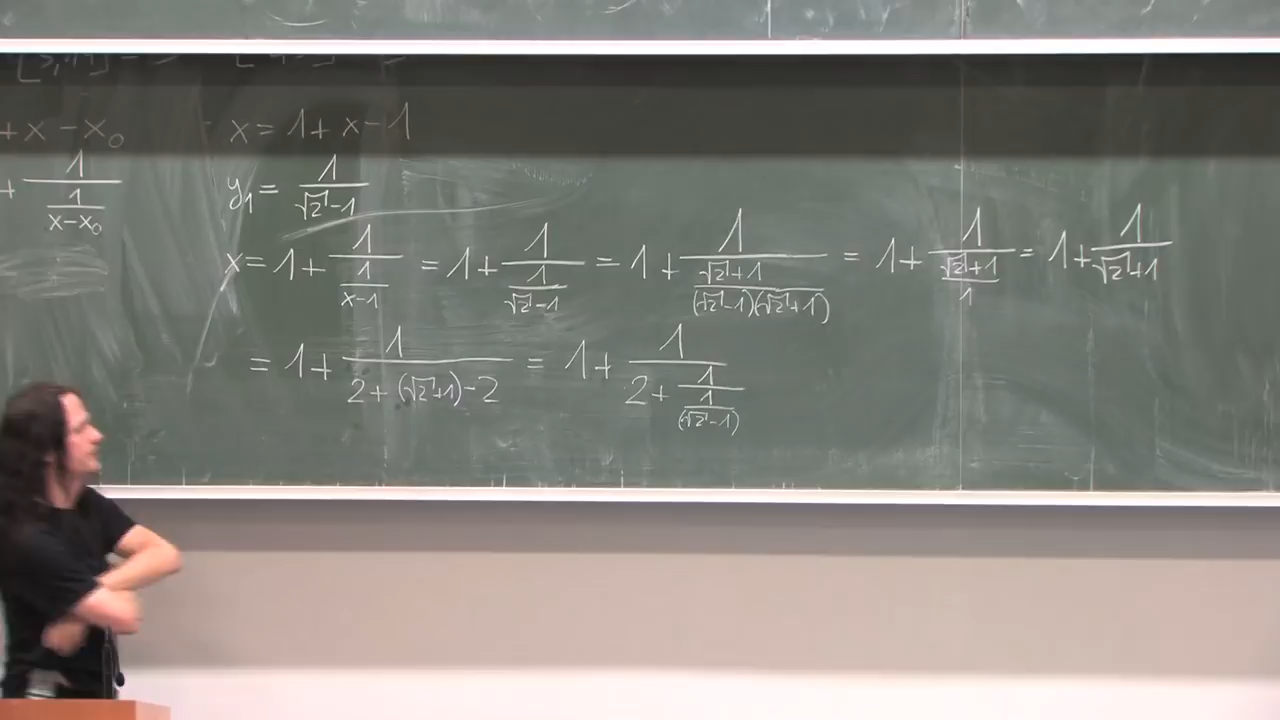 + x - x₀
x = 1 + x - 1
+ 1/(1/(x-x₀))
y₁ = 1/(√2 - 1)
x = 1 + 1/(1/(x-1)) = 1 + 1/(1/(√2-1)) = 1 + 1/((√2+1)/((√2-1)(√2+1))) = 1 + 1/((√2+1)/1) = 1 + 1/(√2+1)
= 1 + 1/(2 + (√2+1) - 2) = 1 + 1/(2 + 1/(1/(√2-1)))